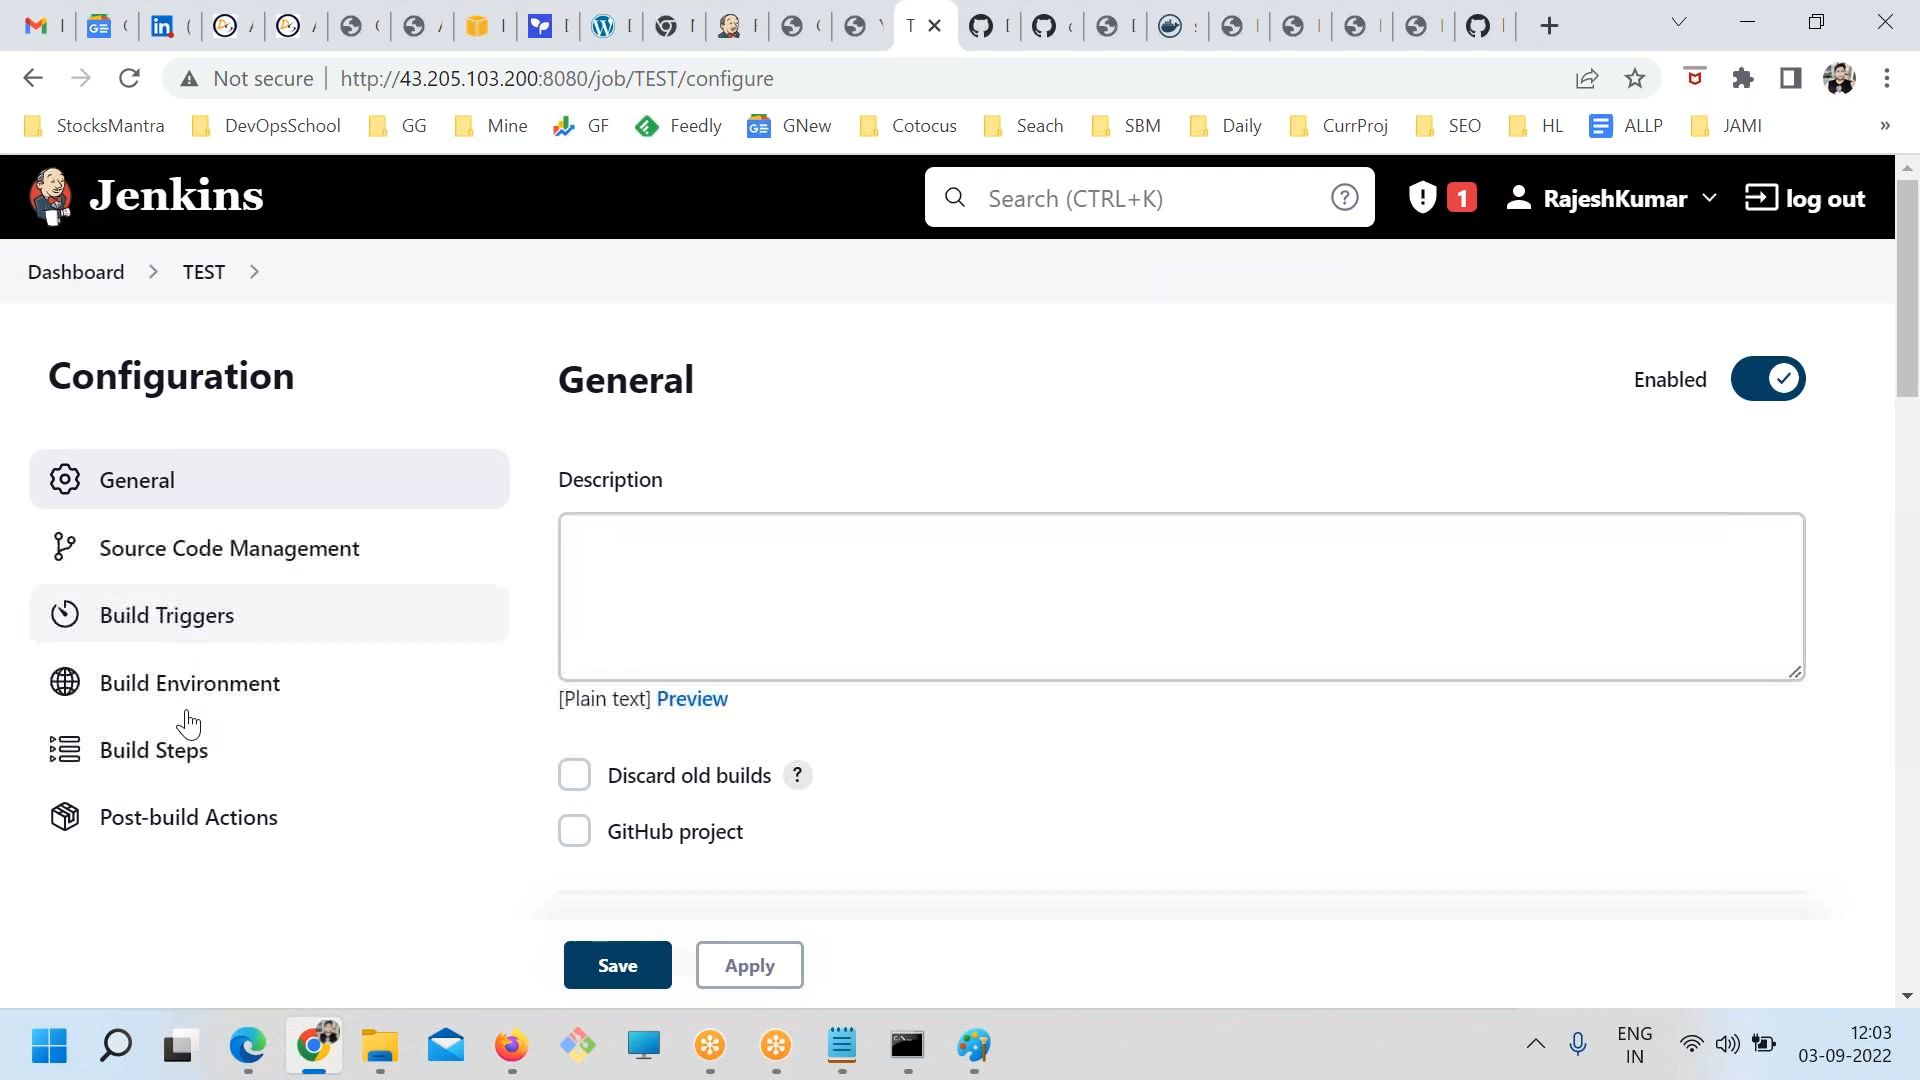 Not secure
http://43.205.103.200:8080/job/TEST/configure
StocksMantra
DevOpsSchool
GG
Mine
GF
Feedly
GNew
Cotocus
Seach
SBM
Daily
CurrProj
SEO
HL
ALLP
JAMI
»
Jenkins
Search (CTRL+K)
?
1
RajeshKumar
log out
Dashboard
TEST
Configuration
General
Source Code Management
Build Triggers
Build Environment
Build Steps
Post-build Actions
General
Enabled
Description
[Plain text] Preview
Discard old builds ?
GitHub project
Save
Apply
ENG
IN
12:03
03-09-2022